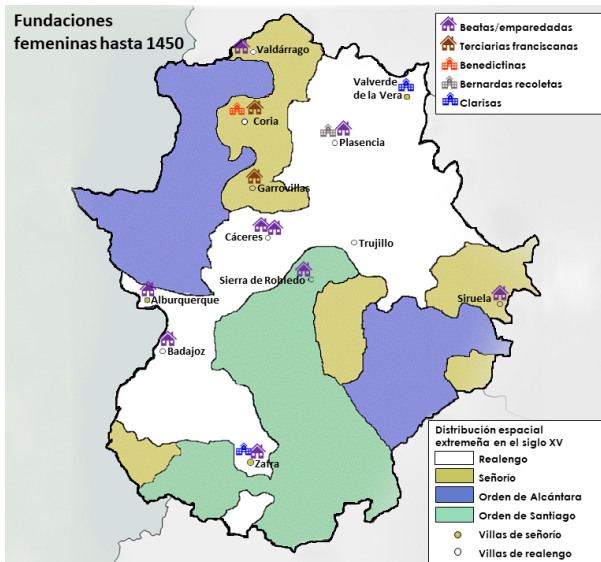 Fundaciones
femeninas hasta 1450
Beatas/emparedadas
Terciarias franciscanas
Benedictinas
Bernardas recoletas
Clarisas
Valdárrago
Valverde
de la Vera
Coria
Plasencia
Garrovillas
Cáceres
Trujillo
Sierra de Robledo
Siruela
Alburquerque
Badajoz
Zafra
Distribución espacial
extremeña en el siglo XV
Realengo
Señorío
Orden de Alcántara
Orden de Santiago
Villas de señorío
Villas de realengo